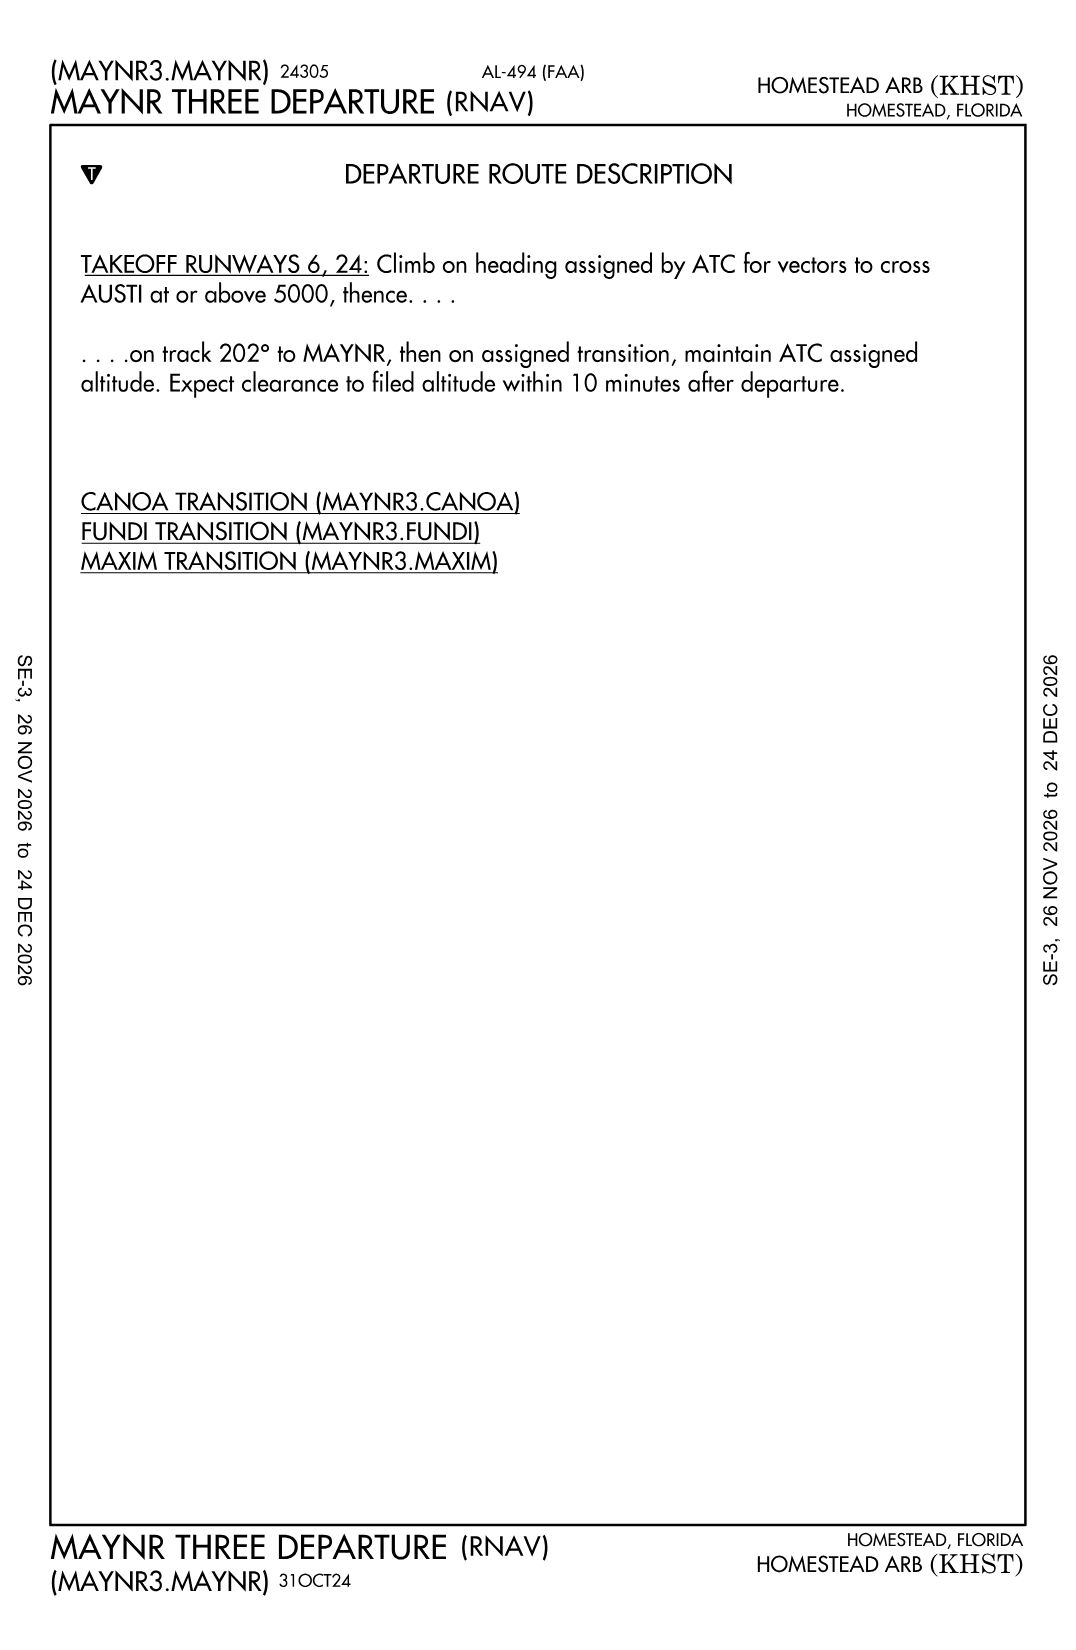 (MAYNR3.MAYNR) 24305
AL-494 (FAA)
MAYNR THREE DEPARTURE (RNAV)
HOMESTEAD ARB (KHST)
HOMESTEAD, FLORIDA
T
DEPARTURE ROUTE DESCRIPTION
TAKEOFF RUNWAYS 6, 24: Climb on heading assigned by ATC for vectors to cross
AUSTI at or above 5000, thence. . . .
. . . .on track 202° to MAYNR, then on assigned transition, maintain ATC assigned
altitude. Expect clearance to filed altitude within 10 minutes after departure.
CANOA TRANSITION (MAYNR3.CANOA)
FUNDI TRANSITION (MAYNR3.FUNDI)
MAXIM TRANSITION (MAYNR3.MAXIM)
SE-3, 26 NOV 2026 to 24 DEC 2026
SE-3, 26 NOV 2026 to 24 DEC 2026
MAYNR THREE DEPARTURE (RNAV)
(MAYNR3.MAYNR) 31OCT24
HOMESTEAD, FLORIDA
HOMESTEAD ARB (KHST)